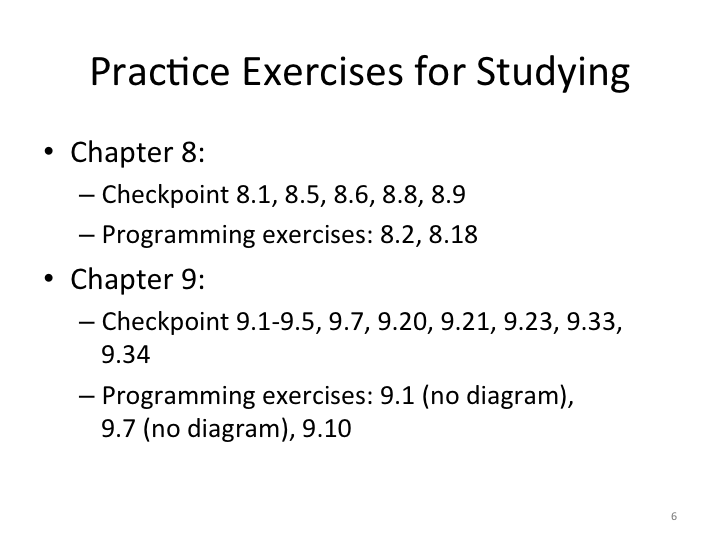 Practice Exercises for Studying
• Chapter 8:
– Checkpoint 8.1, 8.5, 8.6, 8.8, 8.9
– Programming exercises: 8.2, 8.18
• Chapter 9:
– Checkpoint 9.1-9.5, 9.7, 9.20, 9.21, 9.23, 9.33,
9.34
– Programming exercises: 9.1 (no diagram),
9.7 (no diagram), 9.10
6